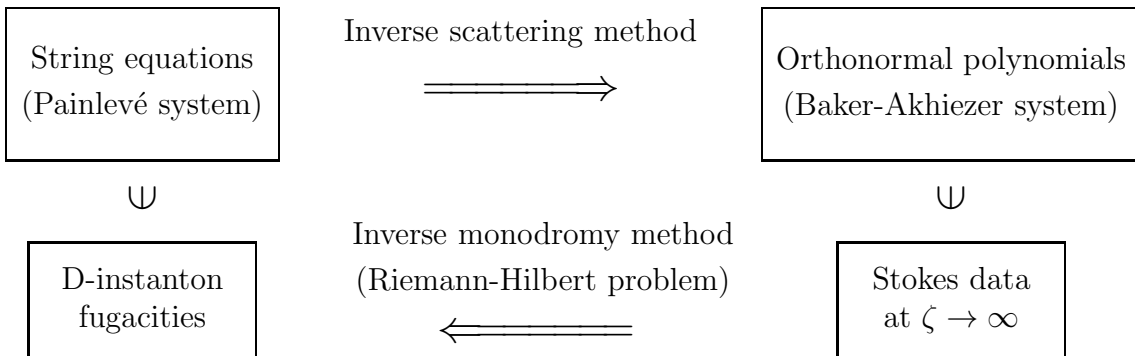 String equations
(Painlevé system)
Inverse scattering method
⟹
Orthonormal polynomials
(Baker-Akhiezer system)
⋓
⋓
D-instanton
fugacities
Inverse monodromy method
(Riemann-Hilbert problem)
⟸
Stokes data
at ζ → ∞